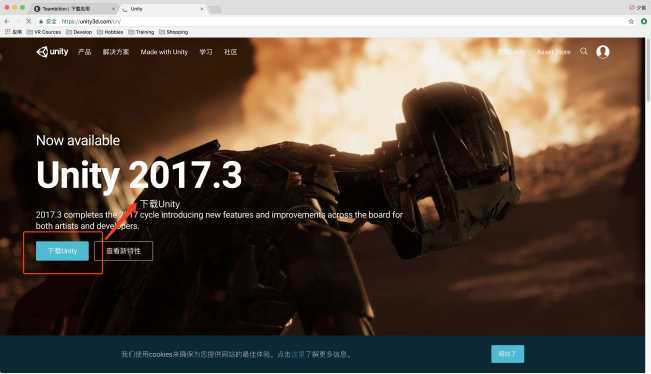 Teambition | 下载应用
Unity
夕装
安全
https://unity3d.com/cn/
应用 VR Cources Develop Hobbies Training Shopping
unity 产品 解决方案 Made with Unity 学习 社区
Asset Store
Now available
Unity 2017.3
下载Unity
2017.3 completes the 2017 cycle introducing new features and improvements across the board for
both artists and developers.
下载Unity 查看新特性
我们使用cookies来确保为您提供网站的最佳体验。点击这里了解更多信息。
明白了